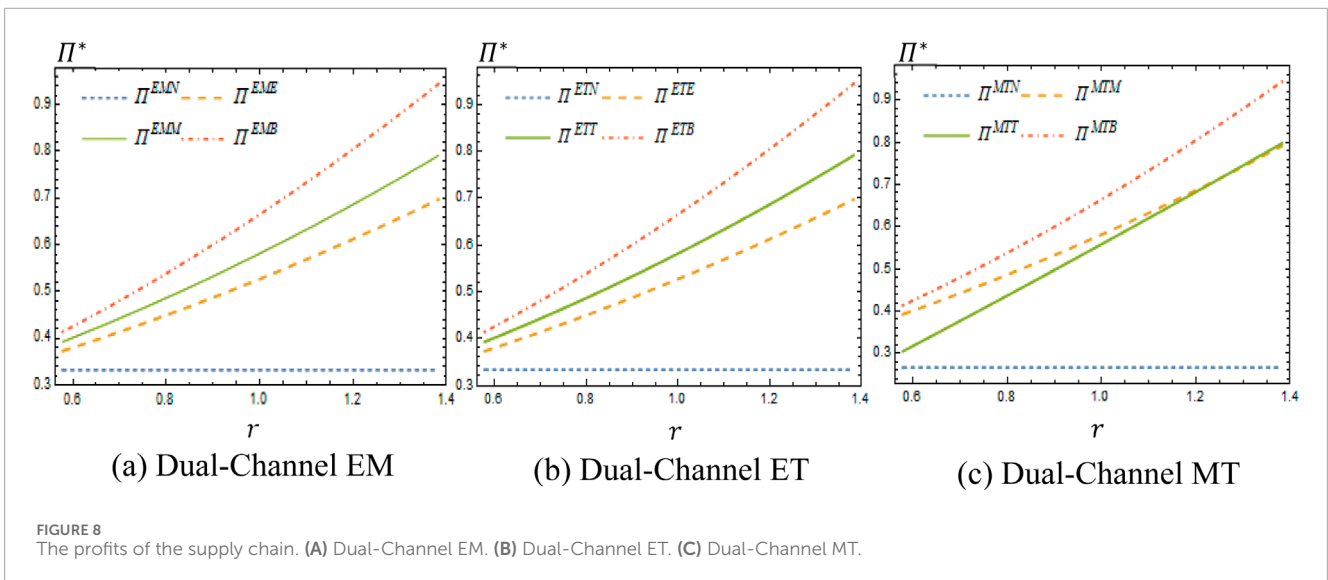 Π*
Π^EMN Π^EME
Π^EMM Π^EMB
0.9
0.8
0.7
0.6
0.5
0.4
0.3
0.6 0.8 1.0 1.2 1.4
r
(a) Dual-Channel EM
Π*
Π^ETN Π^ETE
Π^ETT Π^ETB
0.9
0.8
0.7
0.6
0.5
0.4
0.3
0.6 0.8 1.0 1.2 1.4
r
(b) Dual-Channel ET
Π*
Π^MTN Π^MTM
Π^MTT Π^MTB
0.9
0.8
0.7
0.6
0.5
0.4
0.3
0.6 0.8 1.0 1.2 1.4
r
(c) Dual-Channel MT
FIGURE 8
The profits of the supply chain. (A) Dual-Channel EM. (B) Dual-Channel ET. (C) Dual-Channel MT.